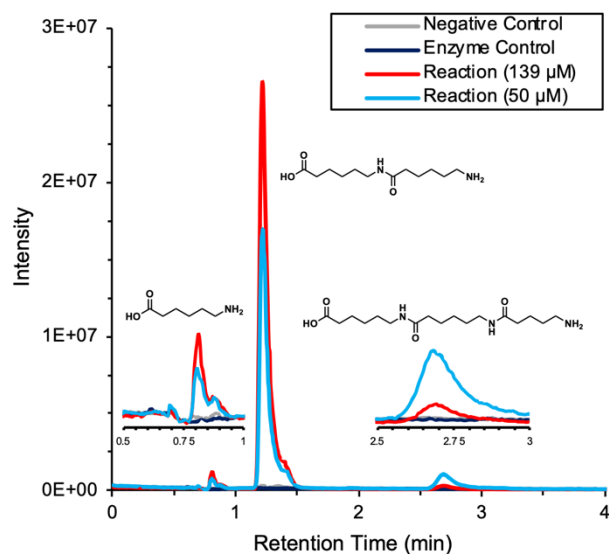 3E+07
2E+07
1E+07
0E+00
Intensity
Negative Control
Enzyme Control
Reaction (139 µM)
Reaction (50 µM)
O
HO
H
N
O
NH₂
O
HO
NH₂
O
HO
H
N
O
N
H
O
NH₂
0.5 0.75 1
2.5 2.75 3
0 1 2 3 4
Retention Time (min)